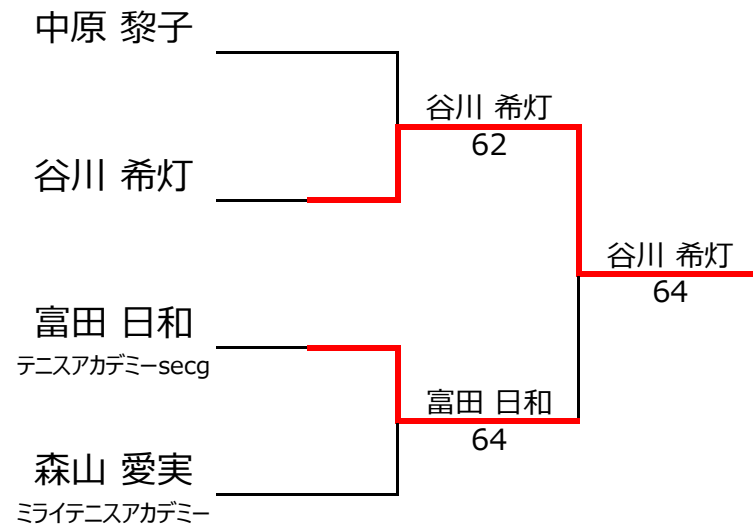 中原 黎子
谷川 希灯
62
谷川 希灯
谷川 希灯
64
富田 日和
テニスアカデミーsecg
富田 日和
64
森山 愛実
ミライテニスアカデミー